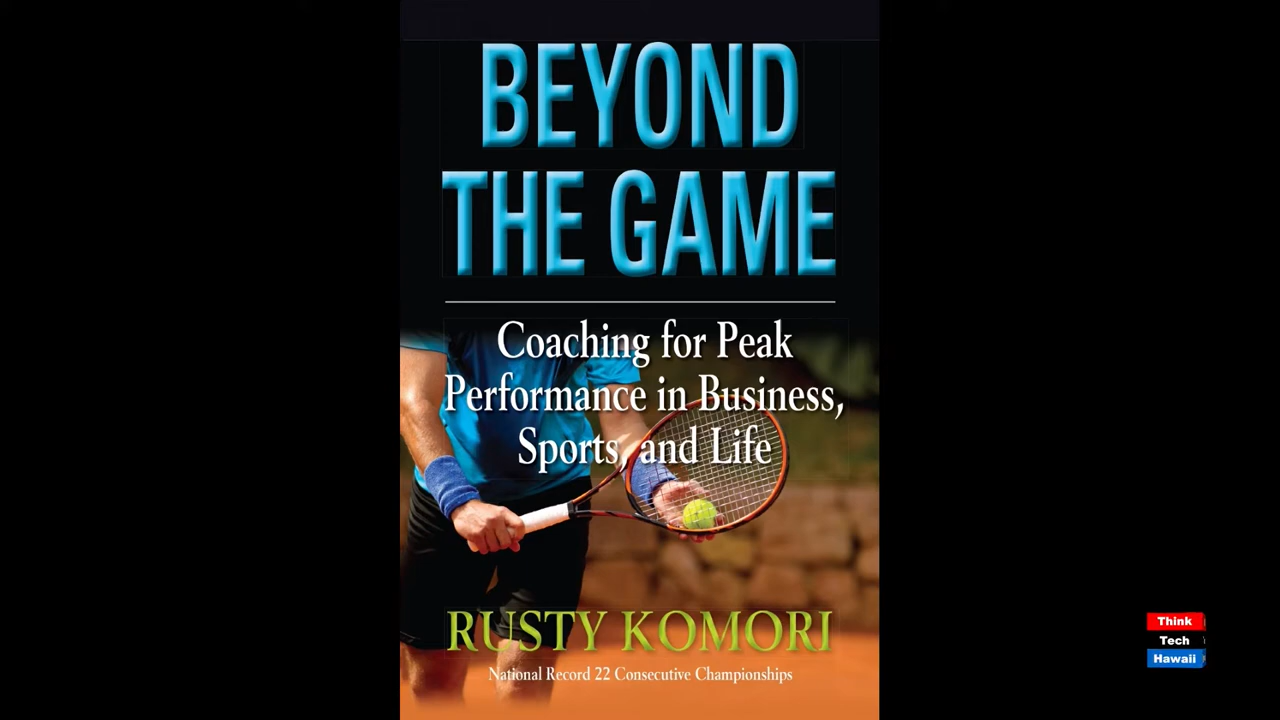 BEYOND
THE GAME
Coaching for Peak
Performance in Business,
Sports, and Life
RUSTY KOMORI
National Record 22 Consecutive Championships
Think
Tech
Hawaii